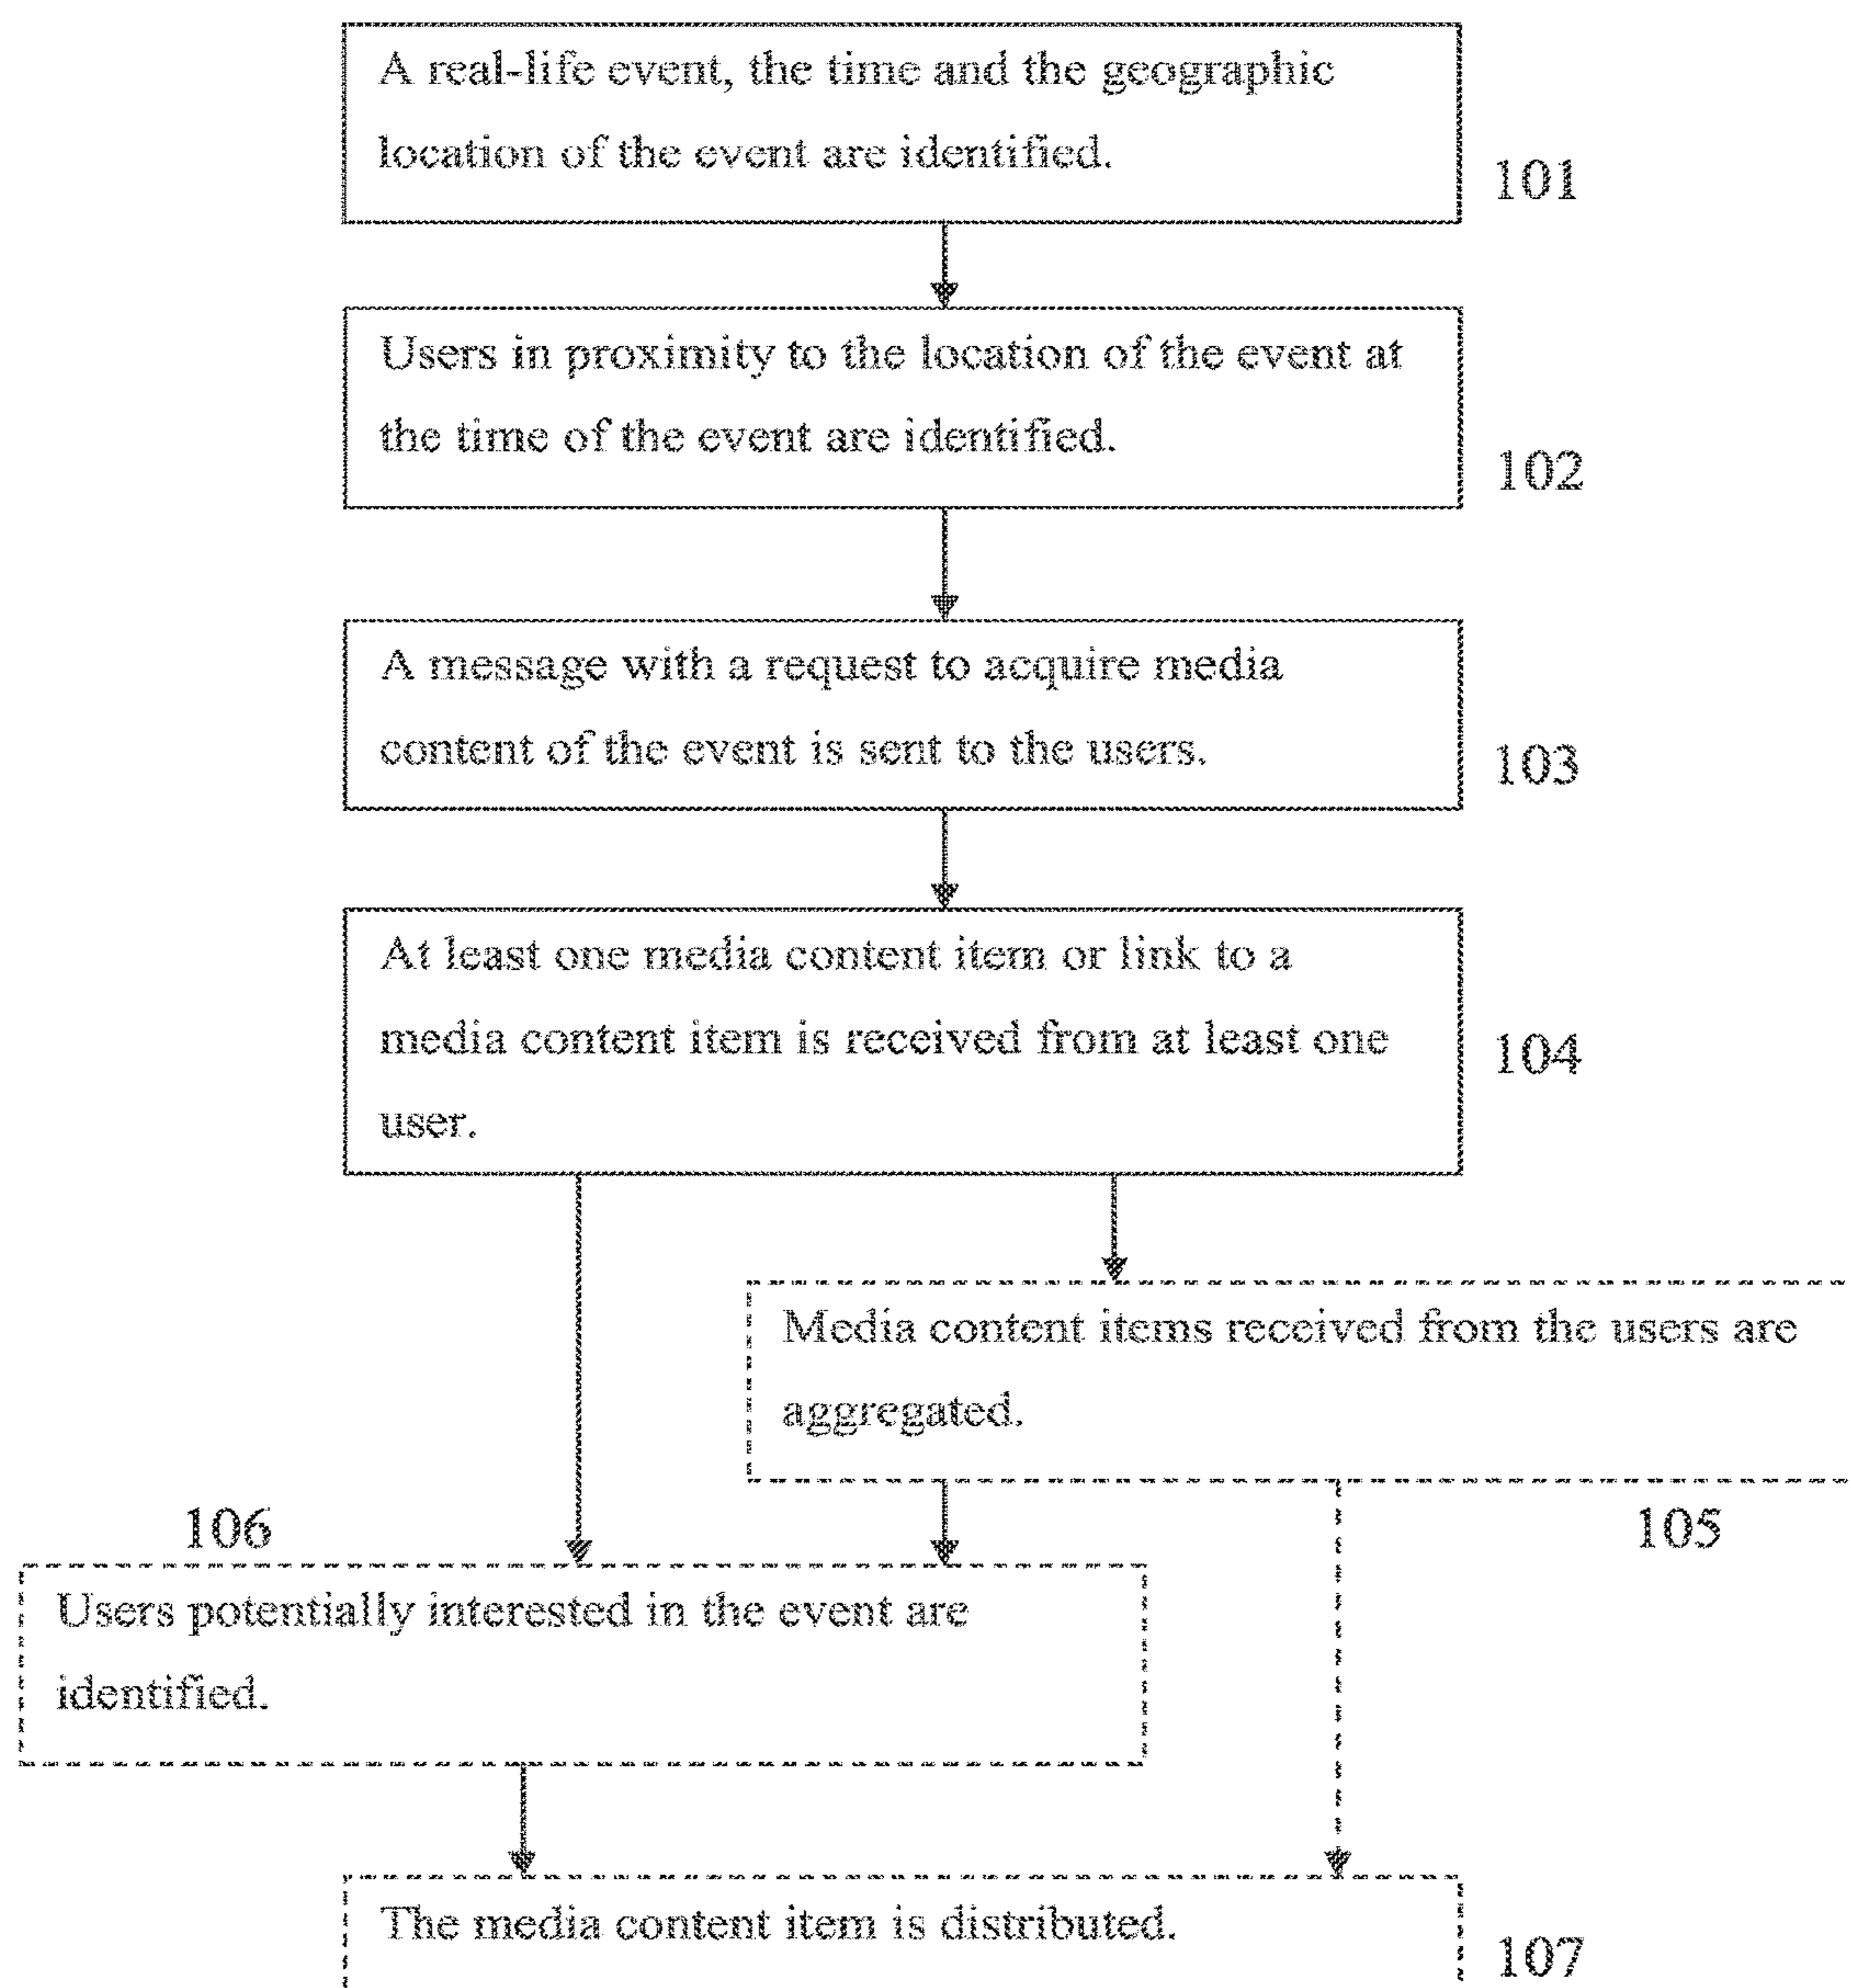 A real-life event, the time and the geographic
location of the event are identified.
101
Users in proximity to the location of the event at
the time of the event are identified.
102
A message with a request to acquire media
content of the event is sent to the users.
103
At least one media content item or link to a
media content item is received from at least one
user.
104
Media content items received from the users are
aggregated.
105
106
Users potentially interested in the event are
identified.
The media content item is distributed.
107